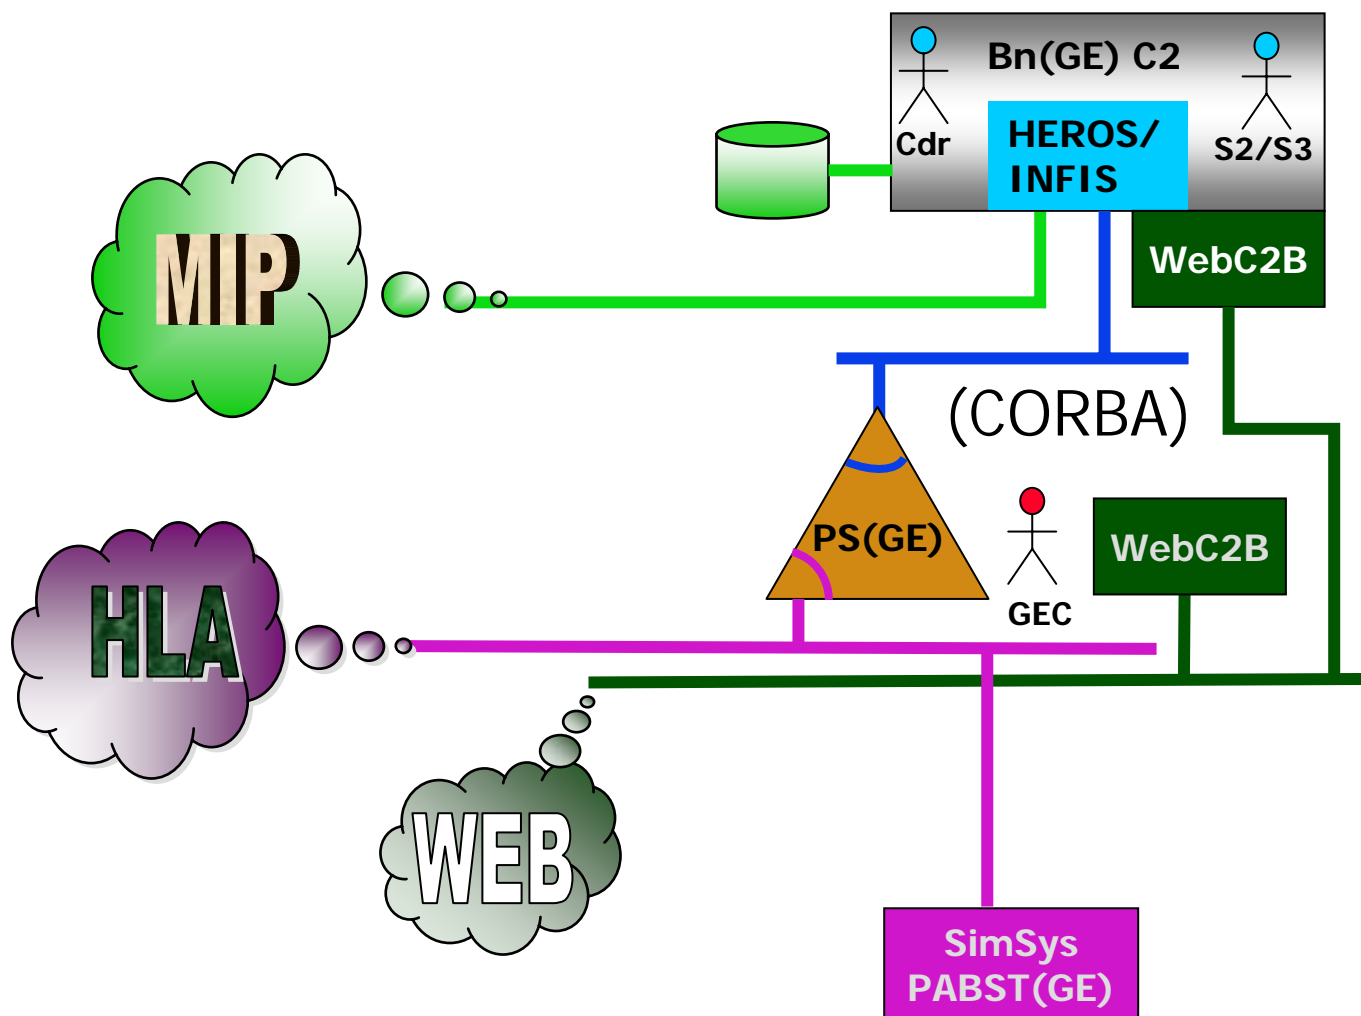 Bn(GE) C2
Cdr
HEROS/
INFIS
S2/S3
WebC2B
MIP
(CORBA)
PS(GE)
WebC2B
GEC
HLA
WEB
SimSys
PABST(GE)